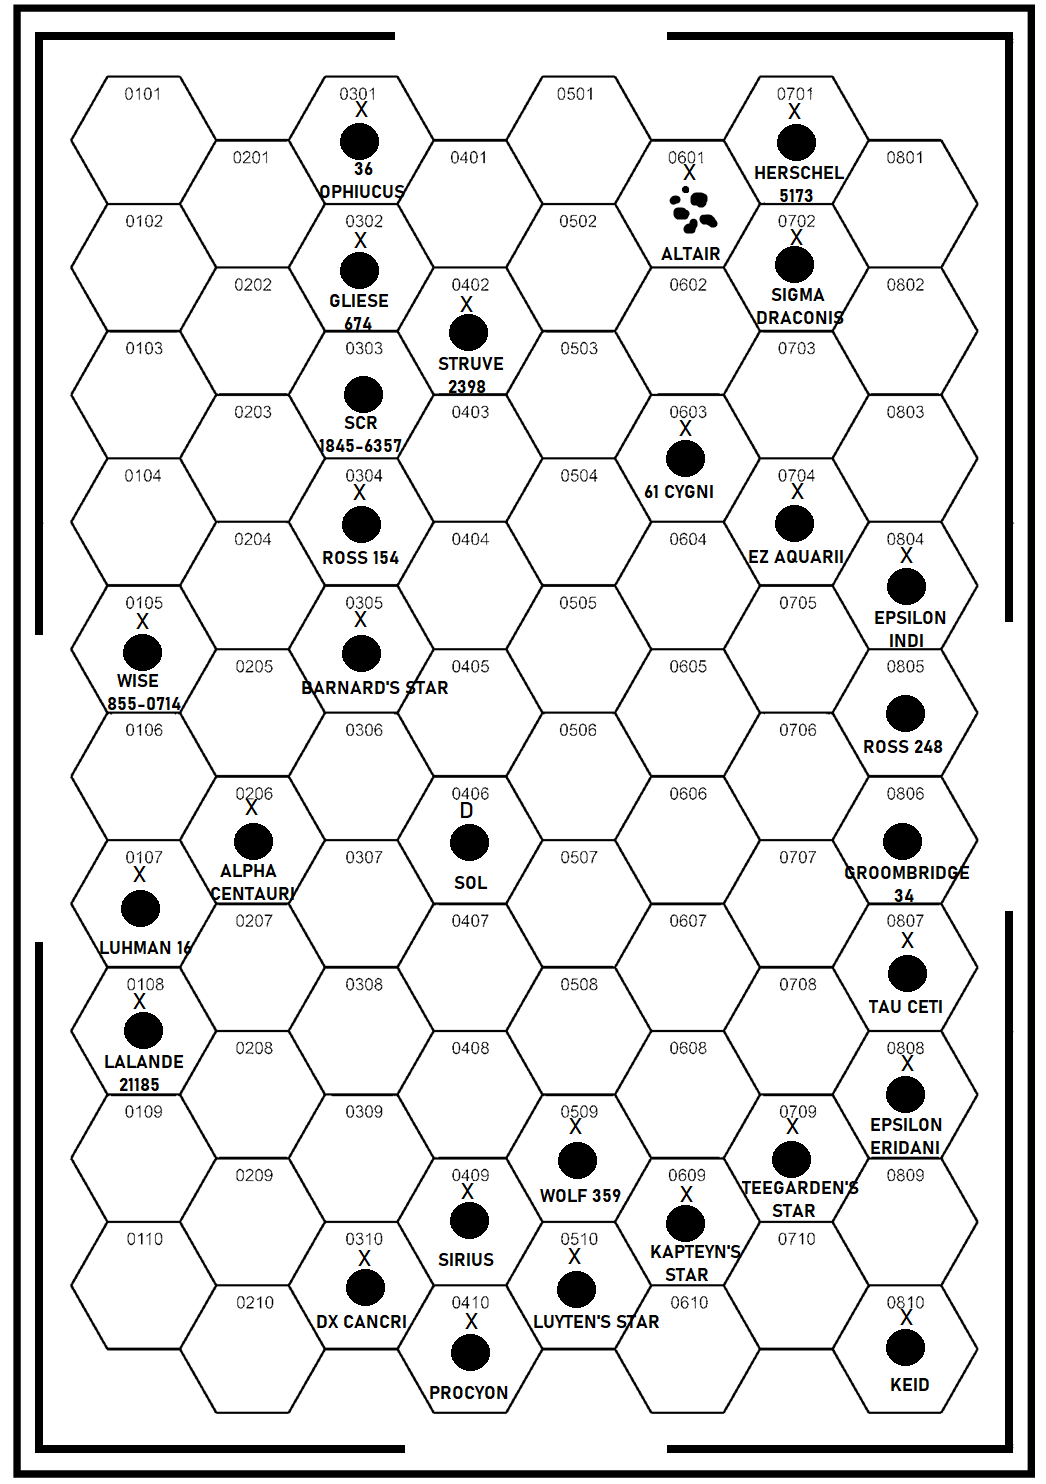 0101
0301
X
36
OPHIUCUS
0501
0701
X
HERSCHEL
5173
0201
0401
0601
X
ALTAIR
0801
0102
0302
X
GLIESE
674
0502
0702
X
SIGMA
DRACONIS
0202
0402
X
STRUVE
2398
0602
0802
0103
0303
SCR
1845-6357
0503
0703
0203
0403
0603
X
61 CYGNI
0803
0104
0304
X
ROSS 154
0504
0704
X
EZ AQUARII
0204
0404
0604
0804
X
EPSILON
INDI
0105
X
WISE
855-0714
0305
X
BARNARD'S STAR
0505
0705
0205
0405
0605
0805
ROSS 248
0106
0306
0506
0706
0206
X
ALPHA
CENTAURI
0406
D
SOL
0606
0806
GROOMBRIDGE
34
0107
X
LUHMAN 16
0307
0507
0707
0207
0407
0607
0807
X
TAU CETI
0108
X
LALANDE
21185
0308
0508
0708
0208
0408
0608
0808
X
EPSILON
ERIDANI
0109
0309
0509
X
WOLF 359
0709
X
TEEGARDEN'S
STAR
0209
0409
X
SIRIUS
0609
X
KAPTEYN'S
STAR
0809
0110
0310
X
DX CANCRI
0510
X
LUYTEN'S STAR
0710
0210
0410
X
PROCYON
0610
0810
X
KEID